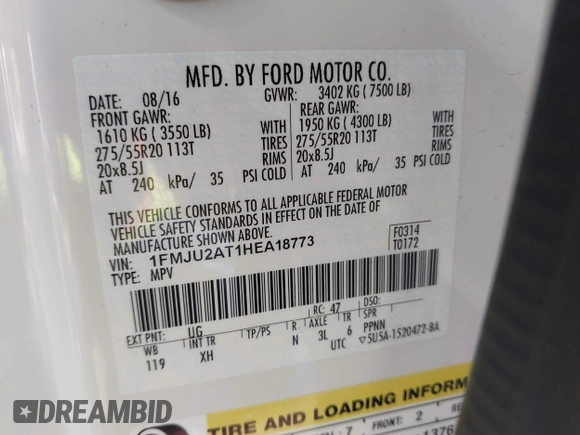 MFD. BY FORD MOTOR CO.
DATE: 08/16 GVWR: 3402 KG ( 7500 LB)
FRONT GAWR: REAR GAWR:
1610 KG ( 3550 LB) WITH 1950 KG ( 4300 LB) WITH
275/55R20 113T TIRES 275/55R20 113T TIRES
20x8.5J RIMS 20x8.5J RIMS
AT 240 kPa/ 35 PSI COLD AT 240 kPa/ 35 PSI COLD
THIS VEHICLE CONFORMS TO ALL APPLICABLE FEDERAL MOTOR
VEHICLE SAFETY STANDARDS IN EFFECT ON THE DATE OF
MANUFACTURE SHOWN ABOVE.
VIN: 1FMJU2AT1HEA18773 F0314
TYPE: MPV T0172
EXT PNT: UG RC: 47 DSO:
WB INT TR TP/PS R AXLE TR SPR
119 XH N 3L 6 PPNN
UTC ▽5U5A-1520472-BA
TIRE AND LOADING INFORM
7 FRONT: 2
1376
DREAMBID